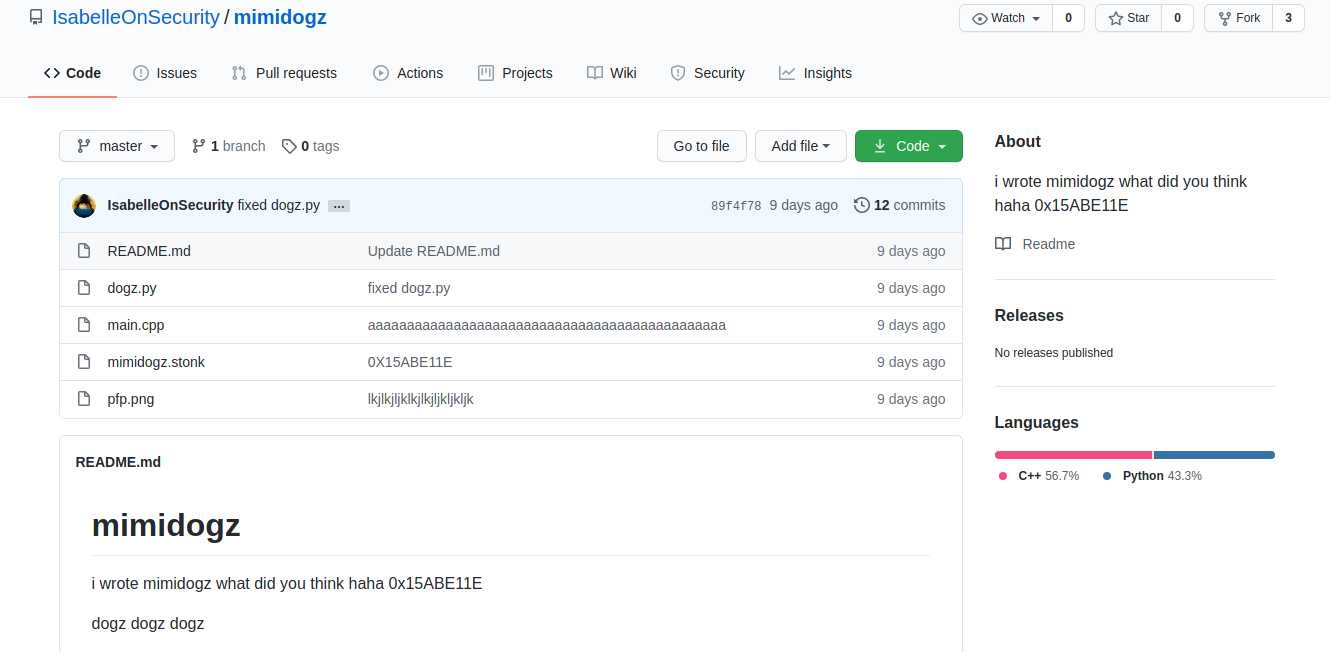 IsabelleOnSecurity / mimidogz
Watch 0 Star 0 Fork 3
Code Issues Pull requests Actions Projects Wiki Security Insights
master 1 branch 0 tags Go to file Add file Code
IsabelleOnSecurity fixed dogz.py ... 89f4f78 9 days ago 12 commits
README.md Update README.md 9 days ago
dogz.py fixed dogz.py 9 days ago
main.cpp aaaaaaaaaaaaaaaaaaaaaaaaaaaaaaaaaaaaaaaaaaaaaa 9 days ago
mimidogz.stonk 0X15ABE11E 9 days ago
pfp.png lkjlkjljklkjlkjljkljkljk 9 days ago
README.md
mimidogz
i wrote mimidogz what did you think haha 0x15ABE11E
dogz dogz dogz
About
i wrote mimidogz what did you think
haha 0x15ABE11E
Readme
Releases
No releases published
Languages
C++ 56.7% Python 43.3%